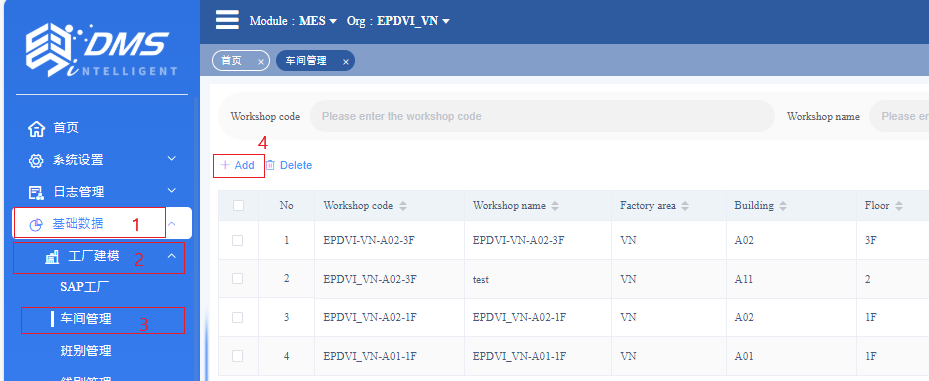 DMS
INTELLIGENT
首页
系统设置
日志管理
基础数据 1
工厂建模 2
SAP工厂
车间管理 3
班别管理
线别管理
Module : MES Org : EPDVI_VN
首页 × 车间管理 ×
Workshop code Please enter the workshop code Workshop name Please en
4
+ Add Delete
No Workshop code Workshop name Factory area Building Floor
1 EPDVI-VN-A02-3F EPDVI-VN-A02-3F VN A02 3F
2 EPDVI_VN-A02-3F test VN A11 2
3 EPDVI_VN-A02-1F EPDVI_VN-A02-1F VN A02 1F
4 EPDVI_VN-A01-1F EPDVI_VN-A01-1F VN A01 1F